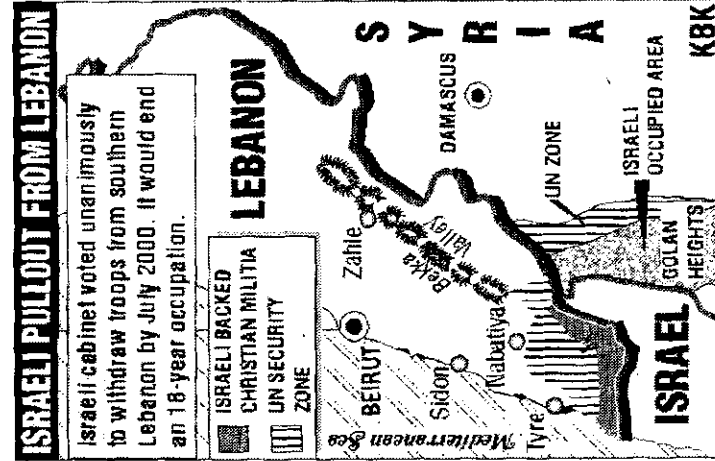 ISRAELI PULLOUT FROM LEBANON
Israeli cabinet voted unanimously
to withdraw troops from southern
Lebanon by July 2000. It would end
an 18-year occupation.
ISRAELI BACKED
CHRISTIAN MILITIA
UN SECURITY
ZONE
LEBANON
SYRIA
BEIRUT
Zahle
Bekka
Valley
DAMASCUS
Sidon
Nabatiya
Tyre
Mediterranean Sea
UN ZONE
ISRAELI
OCCUPIED AREA
GOLAN
HEIGHTS
ISRAEL
KBK